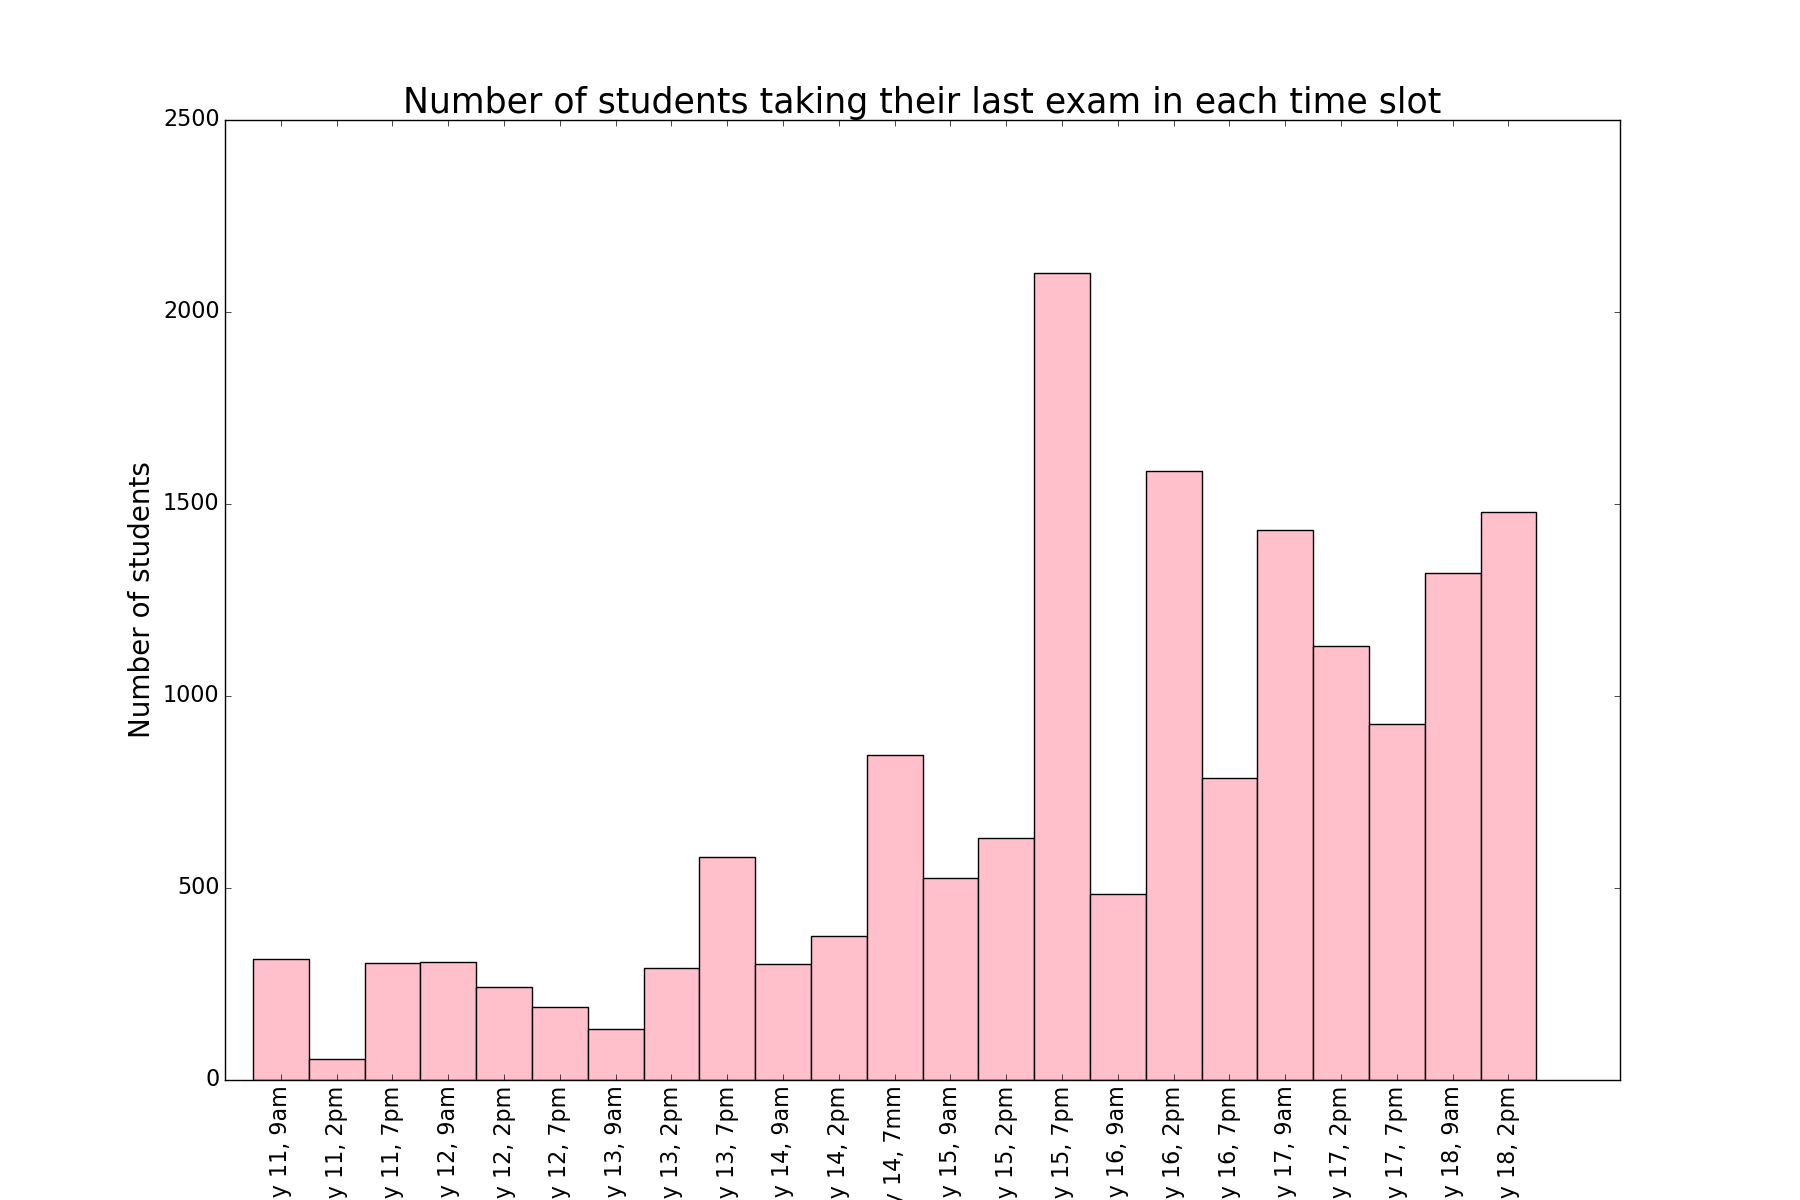 Number of students taking their last exam in each time slot
2500
2000
1500
1000
500
0
Number of students
y 11, 9am
y 11, 2pm
y 11, 7pm
y 12, 9am
y 12, 2pm
y 12, 7pm
y 13, 9am
y 13, 2pm
y 13, 7pm
y 14, 9am
y 14, 2pm
y 14, 7mm
y 15, 9am
y 15, 2pm
y 15, 7pm
y 16, 9am
y 16, 2pm
y 16, 7pm
y 17, 9am
y 17, 2pm
y 17, 7pm
y 18, 9am
y 18, 2pm